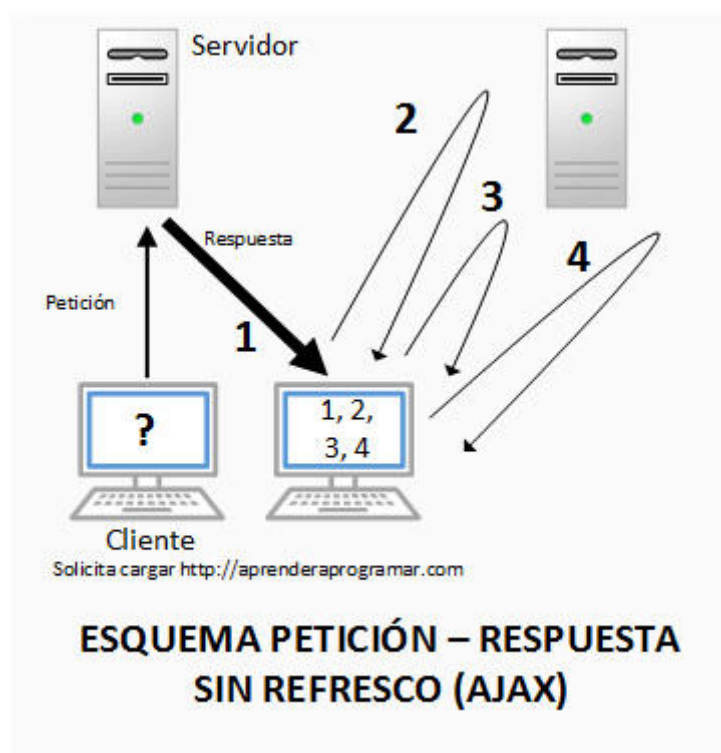 Servidor
2
3
4
Respuesta
Petición
1
?
1, 2,
3, 4
Cliente
Solicita cargar http://aprenderaprogramar.com
ESQUEMA PETICIÓN – RESPUESTA
SIN REFRESCO (AJAX)